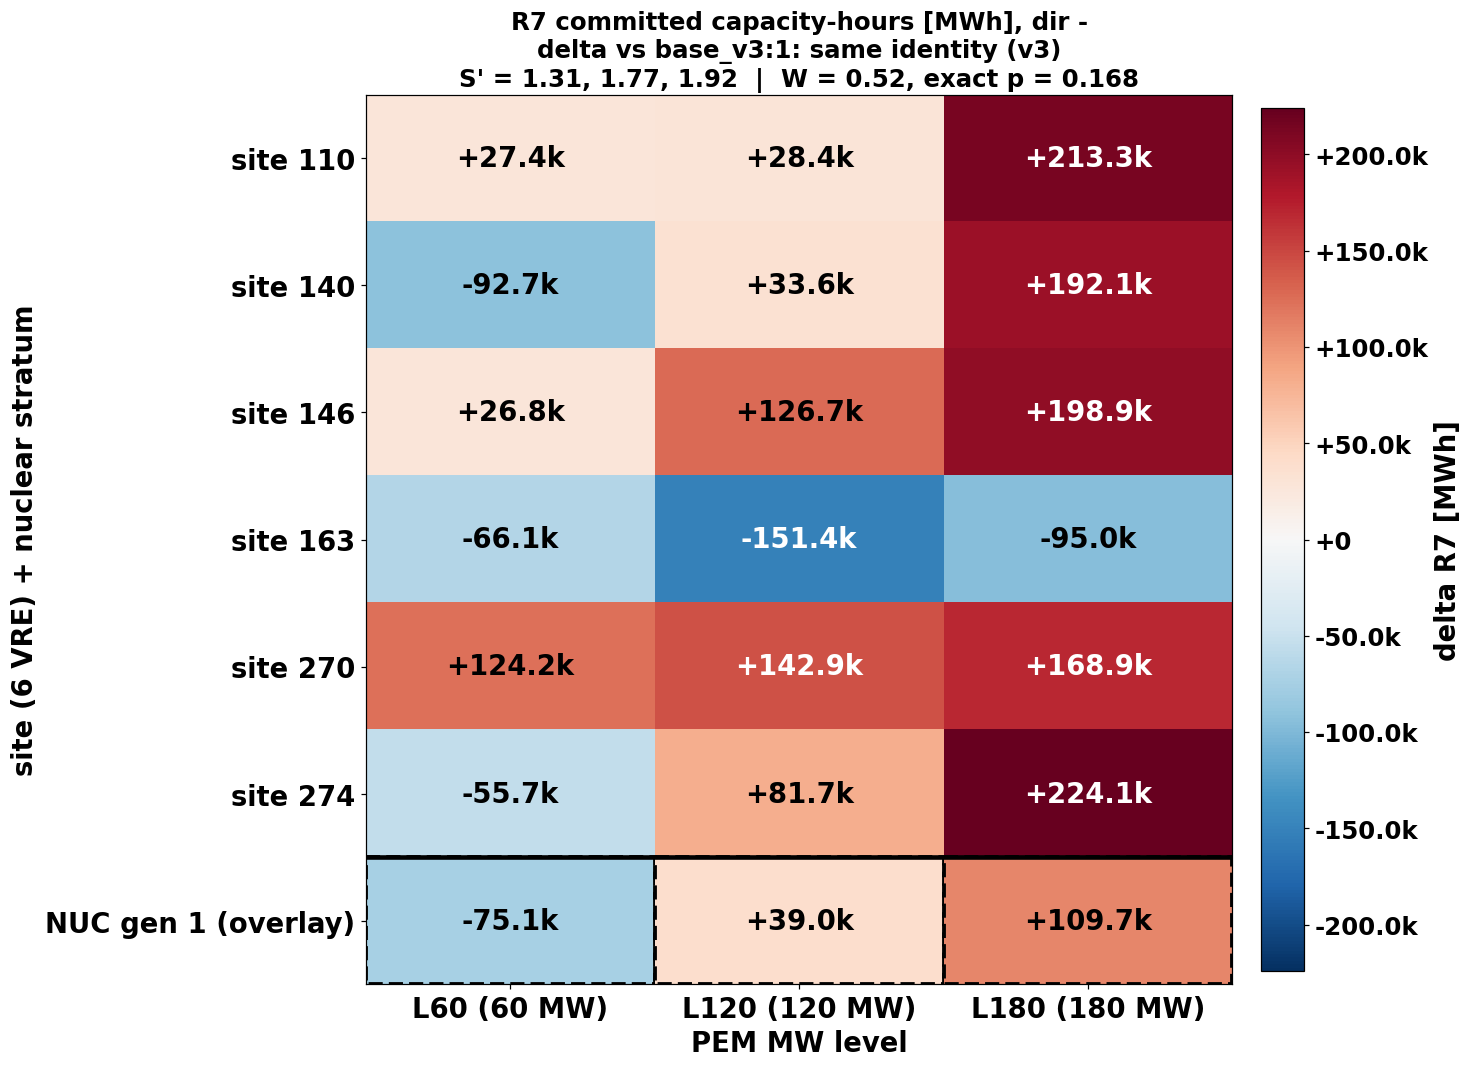 R7 committed capacity-hours [MWh], dir -
delta vs base_v3:1: same identity (v3)
S' = 1.31, 1.77, 1.92 | W = 0.52, exact p = 0.168
site (6 VRE) + nuclear stratum
site 110 +27.4k +28.4k +213.3k
site 140 -92.7k +33.6k +192.1k
site 146 +26.8k +126.7k +198.9k
site 163 -66.1k -151.4k -95.0k
site 270 +124.2k +142.9k +168.9k
site 274 -55.7k +81.7k +224.1k
NUC gen 1 (overlay) -75.1k +39.0k +109.7k
L60 (60 MW) L120 (120 MW) L180 (180 MW)
PEM MW level
+200.0k
+150.0k
+100.0k
+50.0k
+0
-50.0k
-100.0k
-150.0k
-200.0k
delta R7 [MWh]